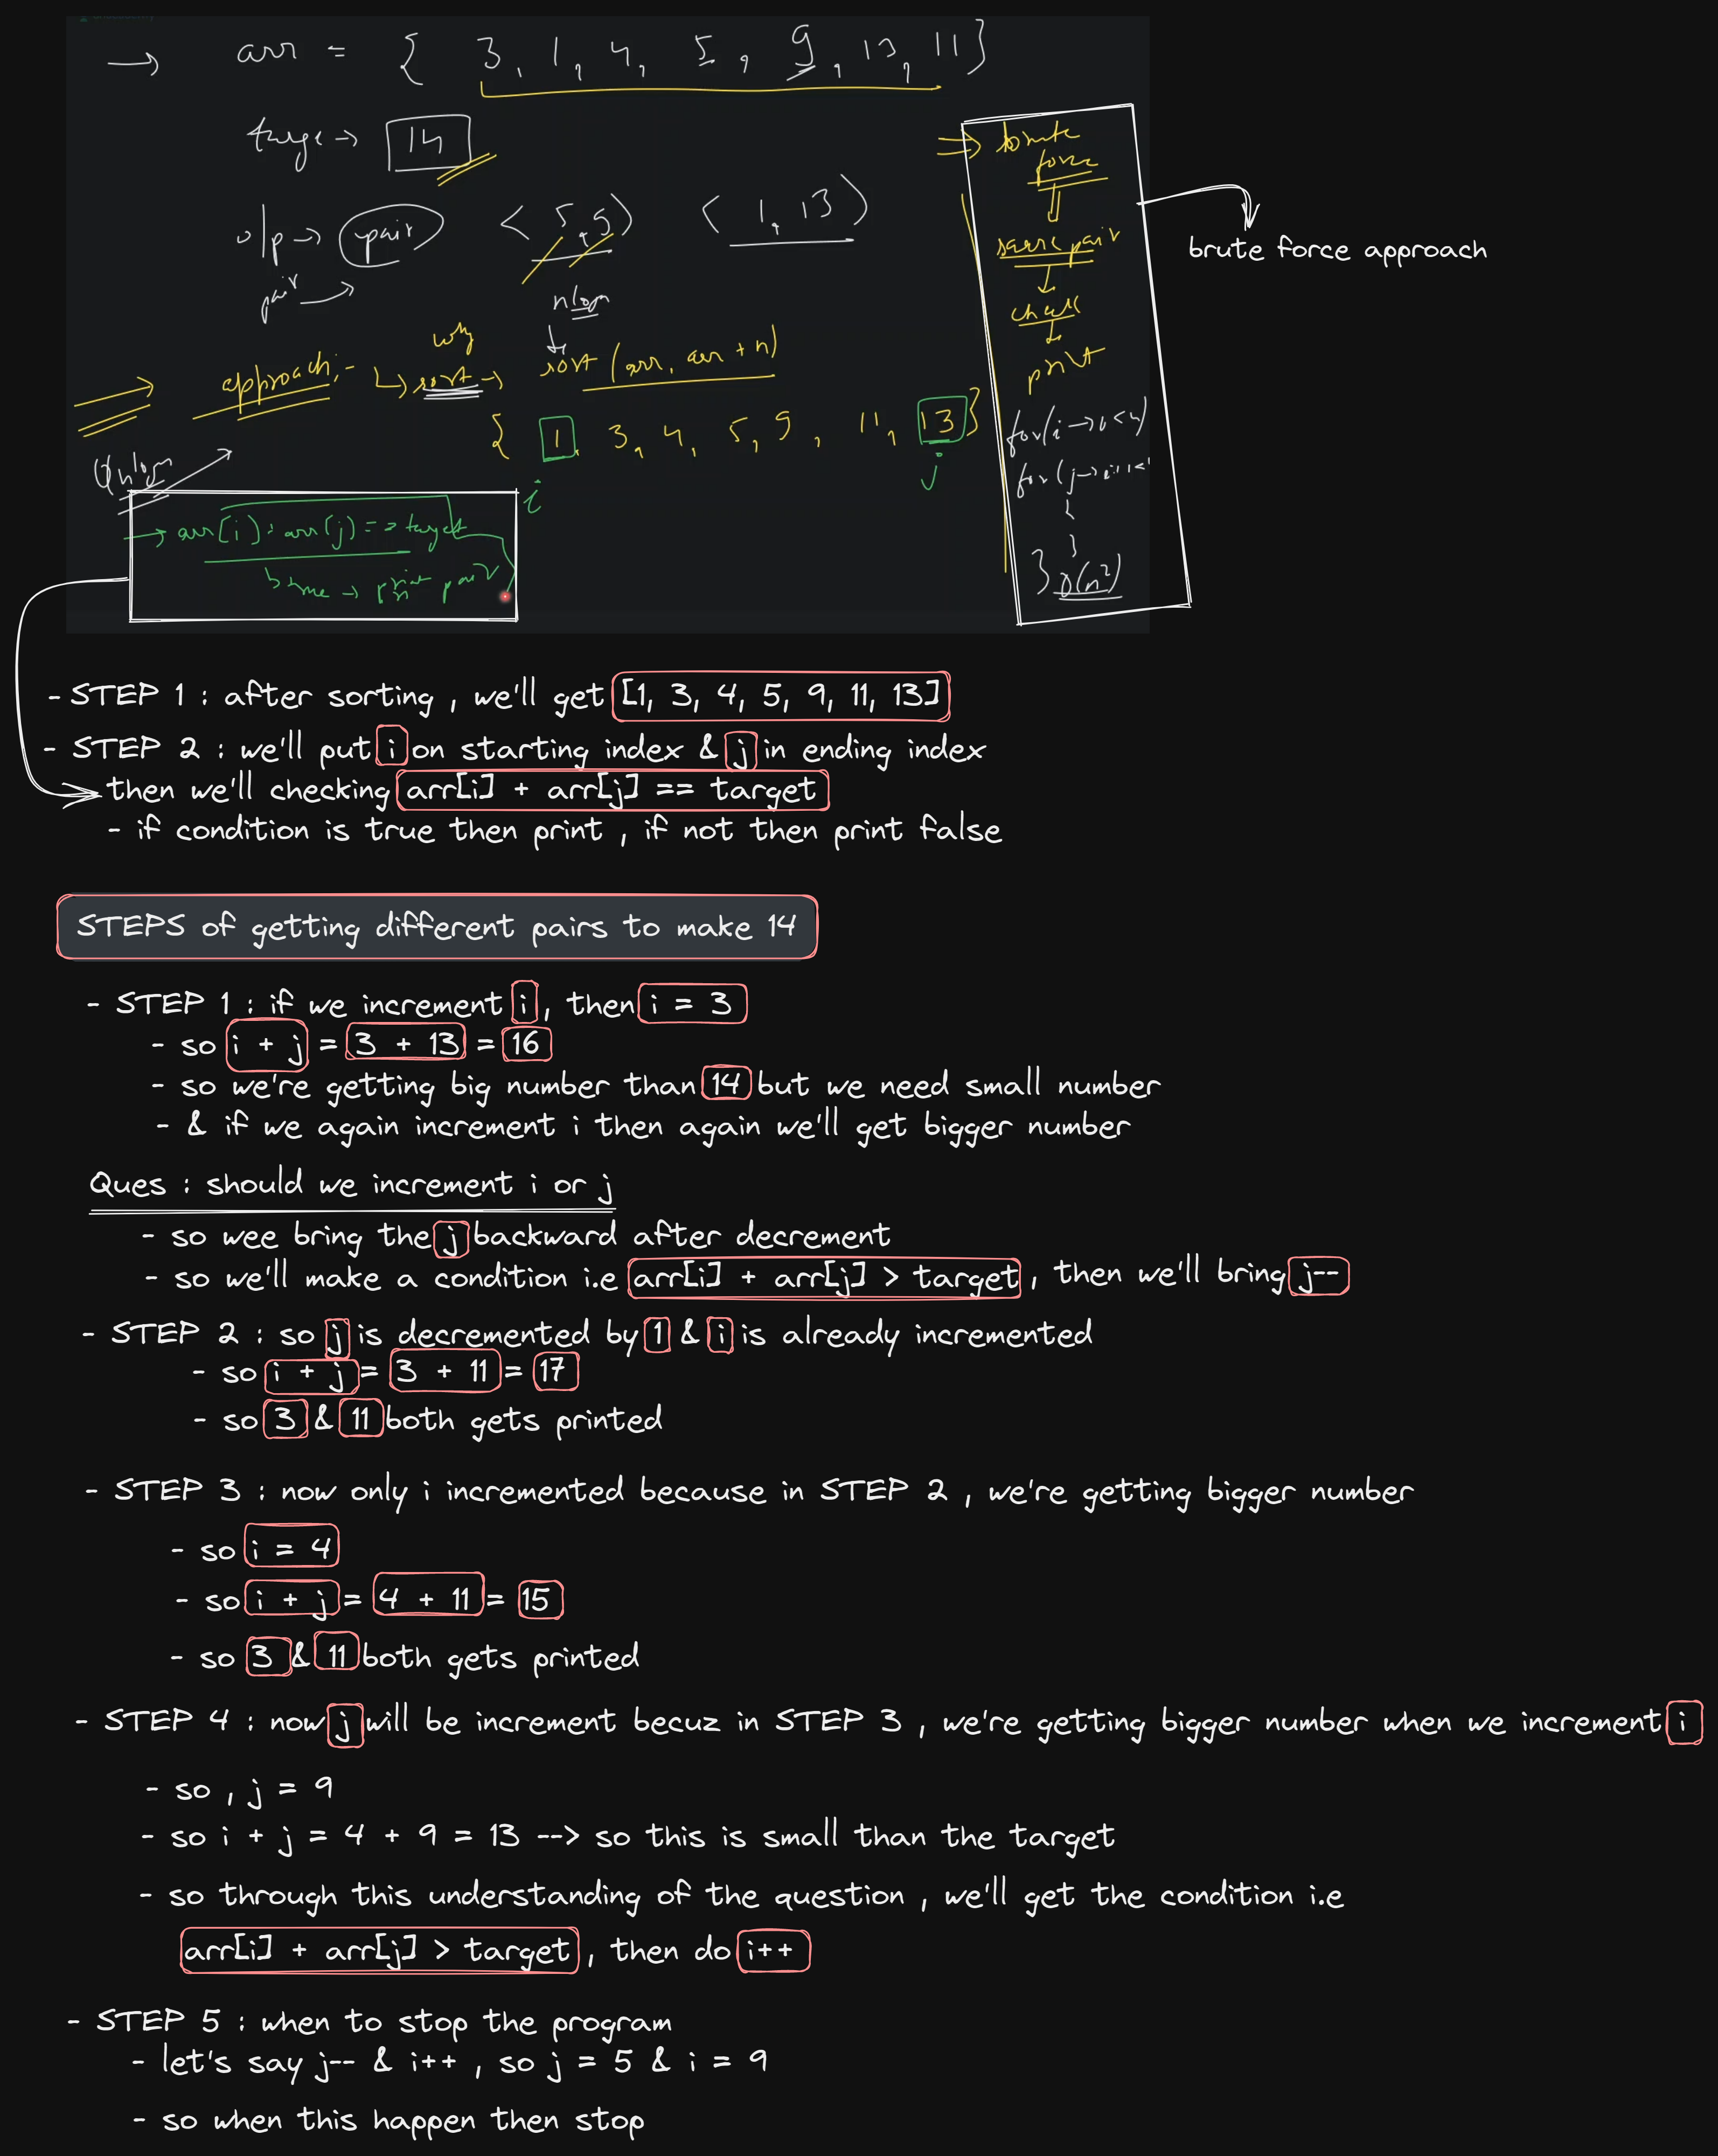 → arr = { 3, 1, 4, 5, 9, 13, 11}
targe → 14
o/p → pair < 5,9) ( 1, 13 )
pair →
nlogn
why
approach:- ↳ sort → sort (arr, arr + n)
{ 1, 3, 4, 5, 9, 11, 13}
i
j
→ arr[i] : arr(j) = => target
↳ true → print pair
⇒ brute
force
pair
check
print
for(i → 0 < n)
for (j →
{
}
} O(n²)
brute force approach
- STEP 1 : after sorting , we'll get [1, 3, 4, 5, 9, 11, 13]
- STEP 2 : we'll put i on starting index & j in ending index
then we'll checking arr[i] + arr[j] == target
- if condition is true then print , if not then print false
STEPS of getting different pairs to make 14
- STEP 1 : if we increment i , then i = 3
- so i + j = 3 + 13 = 16
- so we're getting big number than 14 but we need small number
- & if we again increment i then again we'll get bigger number
Ques : should we increment i or j
- so wee bring the j backward after decrement
- so we'll make a condition i.e arr[i] + arr[j] > target , then we'll bring j--
- STEP 2 : so j is decremented by 1 & i is already incremented
- so i + j = 3 + 11 = 17
- so 3 & 11 both gets printed
- STEP 3 : now only i incremented because in STEP 2 , we're getting bigger number
- so i = 4
- so i + j = 4 + 11 = 15
- so 3 & 11 both gets printed
- STEP 4 : now j will be increment becuz in STEP 3 , we're getting bigger number when we increment i
- so , j = 9
- so i + j = 4 + 9 = 13 --> so this is small than the target
- so through this understanding of the question , we'll get the condition i.e
arr[i] + arr[j] > target , then do i++
- STEP 5 : when to stop the program
- let's say j-- & i++ , so j = 5 & i = 9
- so when this happen then stop